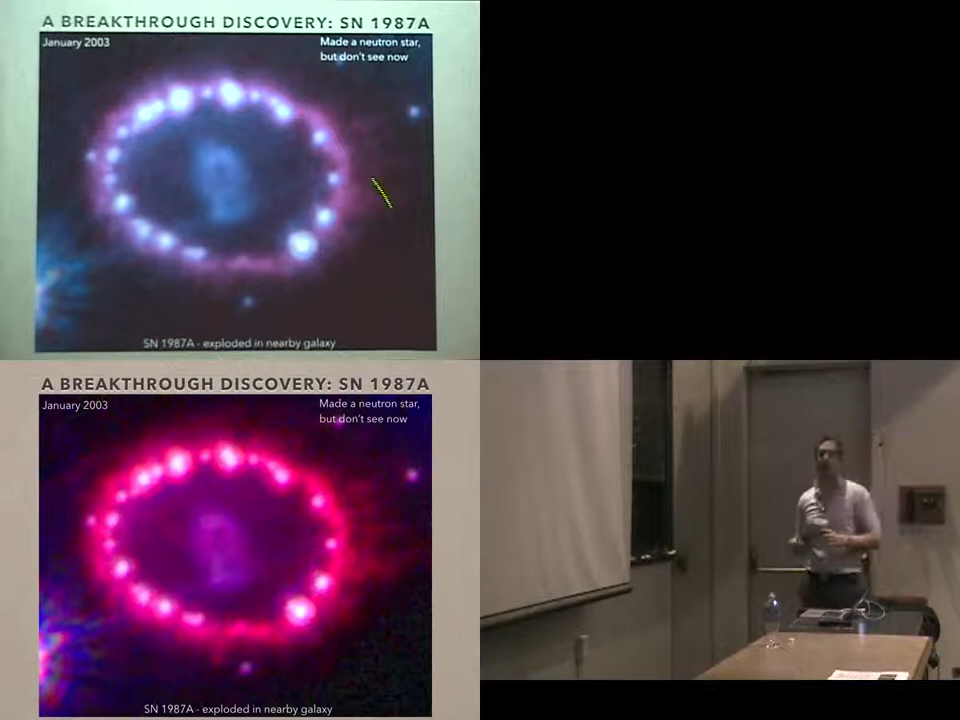 A BREAKTHROUGH DISCOVERY: SN 1987A
January 2003
Made a neutron star,
but don't see now
SN 1987A - exploded in nearby galaxy
A BREAKTHROUGH DISCOVERY: SN 1987A
January 2003
Made a neutron star,
but don't see now
SN 1987A - exploded in nearby galaxy